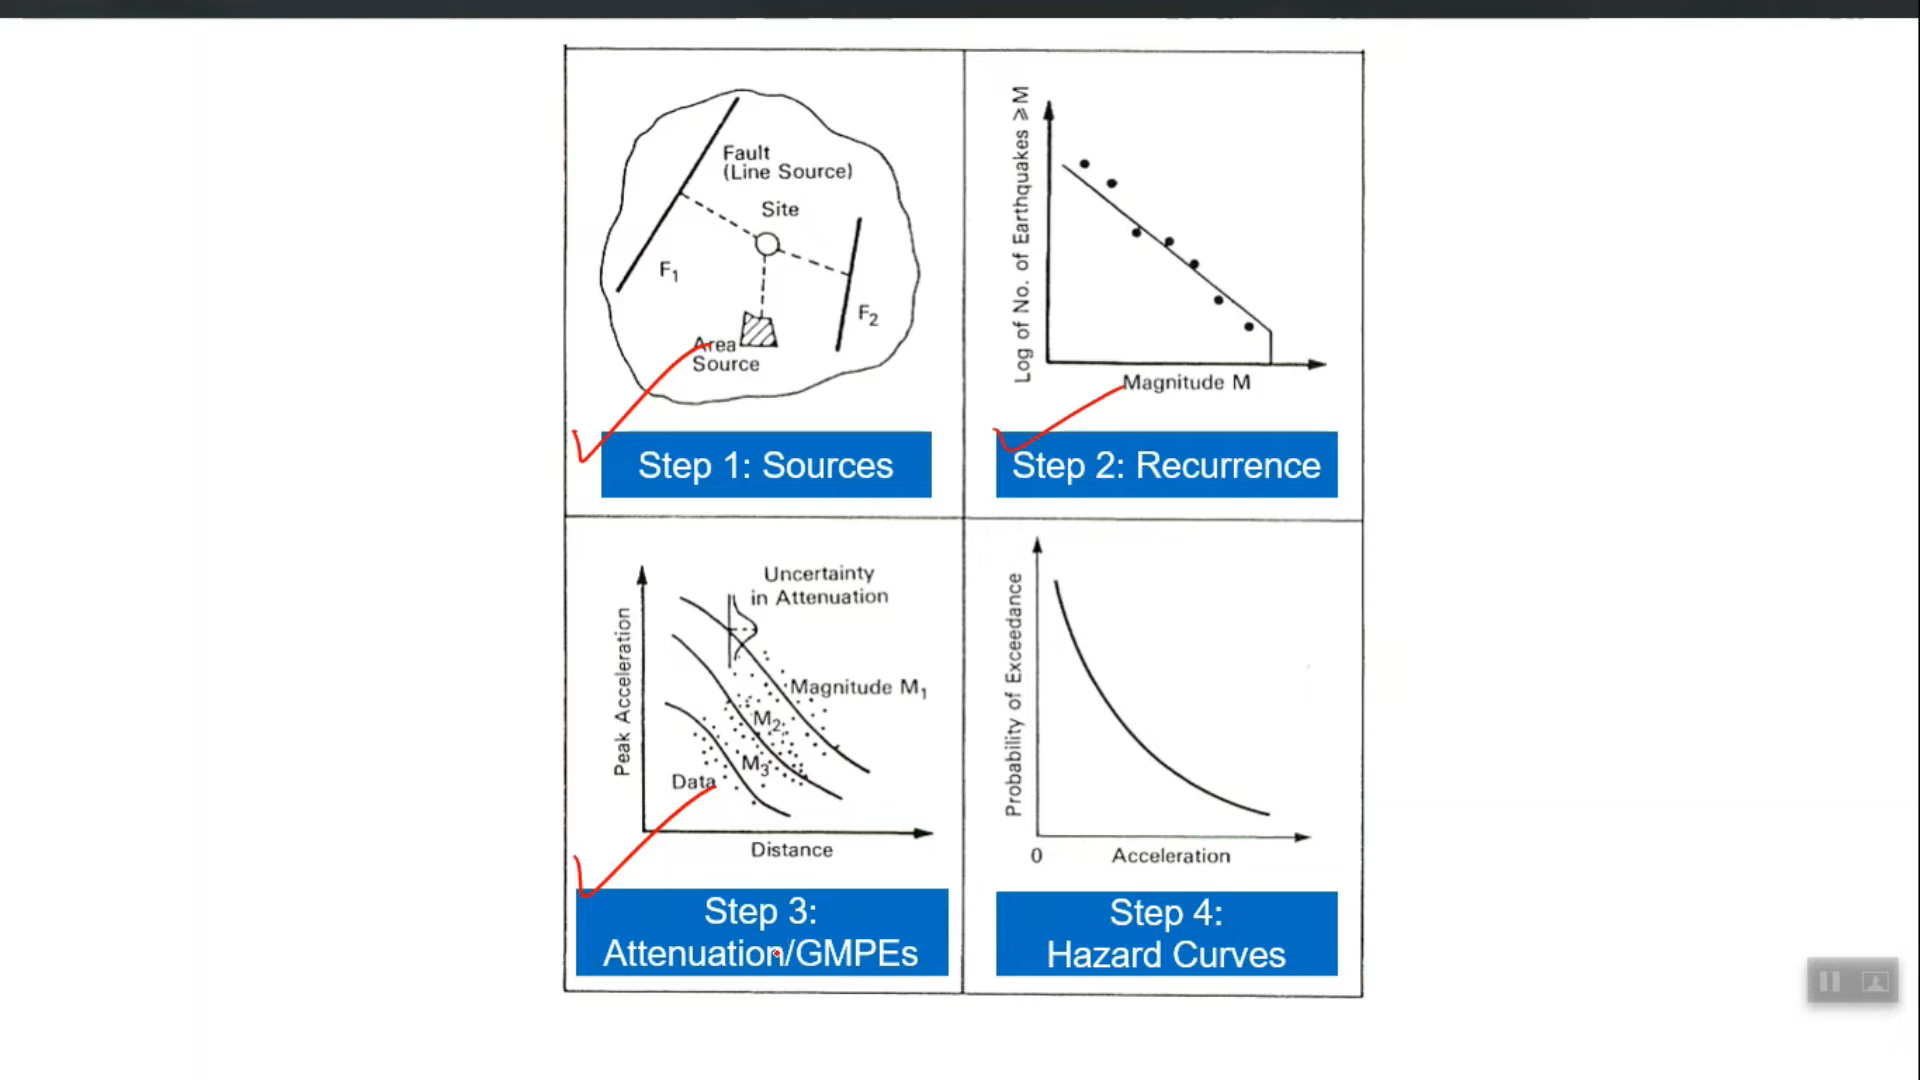 Fault
(Line Source)
Site
F1
F2
Area
Source
Step 1: Sources
Log of No. of Earthquakes ⩾M
Magnitude M
Step 2: Recurrence
Uncertainty
in Attenuation
Peak Acceleration
Magnitude M1
M2
M3
Data
Distance
Step 3:
Attenuation/GMPEs
Probability of Exceedance
0
Acceleration
Step 4:
Hazard Curves